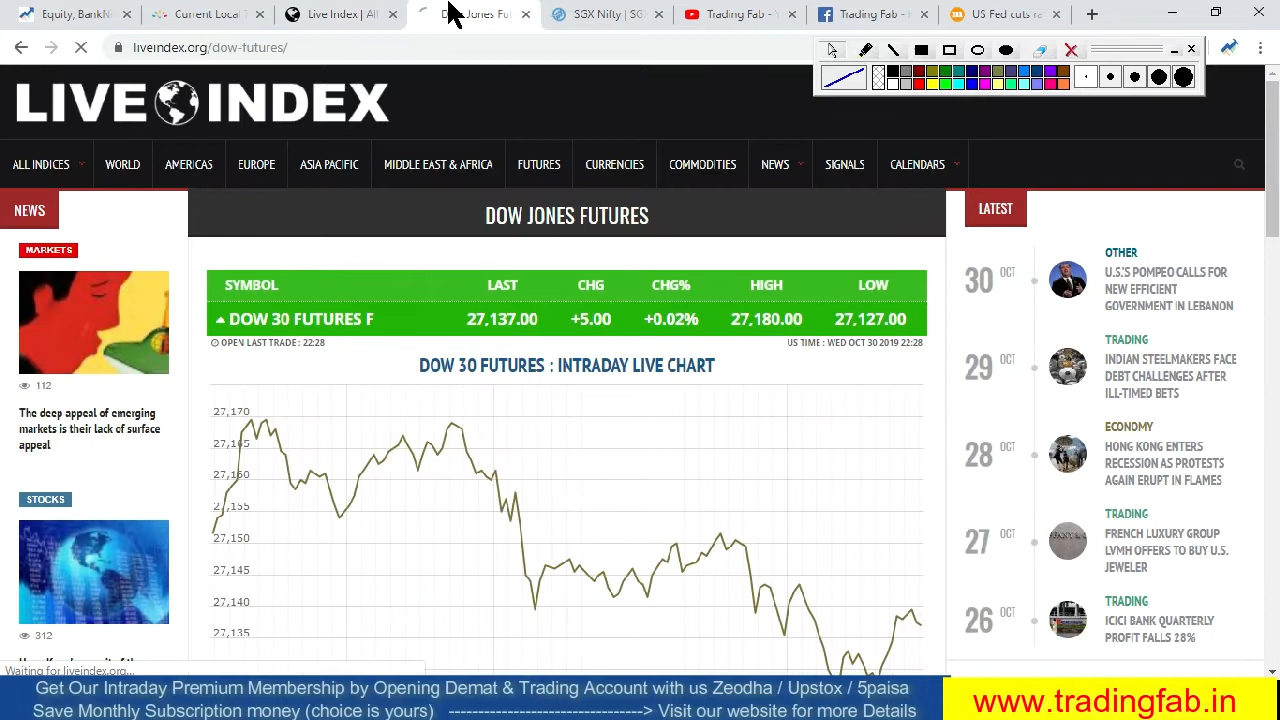 Equity, BankNi
Current Local T
Live Index | All
Dow Jones Fut
SGX Nifty | SG
Trading Fab - Y
Trading Fab - H
US Fed cuts ra
liveindex.org/dow-futures/
LIVE INDEX
ALL INDICES
WORLD
AMERICAS
EUROPE
ASIA PACIFIC
MIDDLE EAST & AFRICA
FUTURES
CURRENCIES
COMMODITIES
NEWS
SIGNALS
CALENDARS
NEWS
MARKETS
112
The deep appeal of emerging
markets is their lack of surface
appeal
STOCKS
312
DOW JONES FUTURES
SYMBOL LAST CHG CHG% HIGH LOW
DOW 30 FUTURES F 27,137.00 +5.00 +0.02% 27,180.00 27,127.00
OPEN LAST TRADE : 22:28
US TIME : WED OCT 30 2019 22:28
DOW 30 FUTURES : INTRADAY LIVE CHART
27,170
27,165
27,160
27,155
27,150
27,145
27,140
27,135
LATEST
30 OCT
OTHER
U.S.'S POMPEO CALLS FOR
NEW EFFICIENT
GOVERNMENT IN LEBANON
29 OCT
TRADING
INDIAN STEELMAKERS FACE
DEBT CHALLENGES AFTER
ILL-TIMED BETS
28 OCT
ECONOMY
HONG KONG ENTERS
RECESSION AS PROTESTS
AGAIN ERUPT IN FLAMES
27 OCT
TRADING
FRENCH LUXURY GROUP
LVMH OFFERS TO BUY U.S.
JEWELER
26 OCT
TRADING
ICICI BANK QUARTERLY
PROFIT FALLS 28%
Waiting for liveindex.org...
Get Our Intraday Premium Membership by Opening Demat & Trading Account with us Zeodha / Upstox / 5paisa
Save Monthly Subscription money (choice's yours) ---------------------------------> Visit our website for more Details
www.tradingfab.in